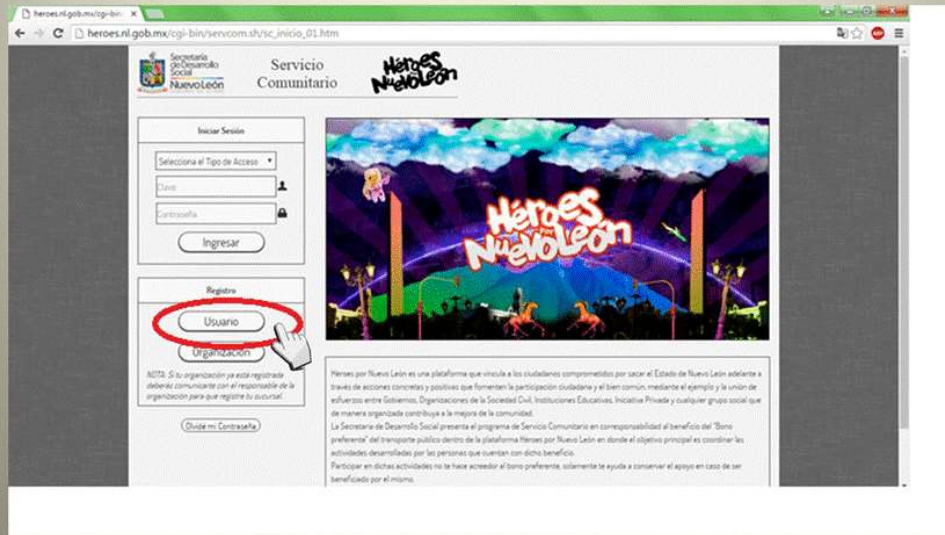 heroes.nl.gob.mx/cgi-bin
heroes.nl.gob.mx/cgi-bin/servcom.sh/sc_inicio_01.htm
Secretaría
de Desarrollo
Social
Nuevo León
Servicio
Comunitario
Héroes
Nuevo León
Iniciar Sesión
Selecciona el Tipo de Acceso
Clave
Contraseña
Ingresar
Registro
Usuario
Organización
NOTA: Si tu organización ya está registrada
deberás comunicarte con el responsable de la
organización para que registre tu sucursal.
Olvidé mi Contraseña
Héroes
Por
Nuevo León
Héroes por Nuevo León es una plataforma que vincula a los ciudadanos comprometidos por sacar al Estado de Nuevo León adelante a
través de acciones concretas y positivas que fomenten la participación ciudadana y el bien común, mediante el ejemplo y la unión de
esfuerzos entre Gobiernos, Organizaciones de la Sociedad Civil, Instituciones Educativas, Iniciativa Privada y cualquier grupo social que
de manera organizada contribuya a la mejora de la comunidad.
La Secretaría de Desarrollo Social presenta el programa de Servicio Comunitario en corresponsabilidad al beneficio del "Bono
preferente" del transporte público dentro de la plataforma Héroes por Nuevo León en donde el objetivo principal es coordinar las
actividades desarrolladas por las personas que cuentan con dicho beneficio.
Participar en dichas actividades no te hace acreedor al bono preferente, solamente te ayuda a conservar el apoyo en caso de ser
beneficiado por el mismo.